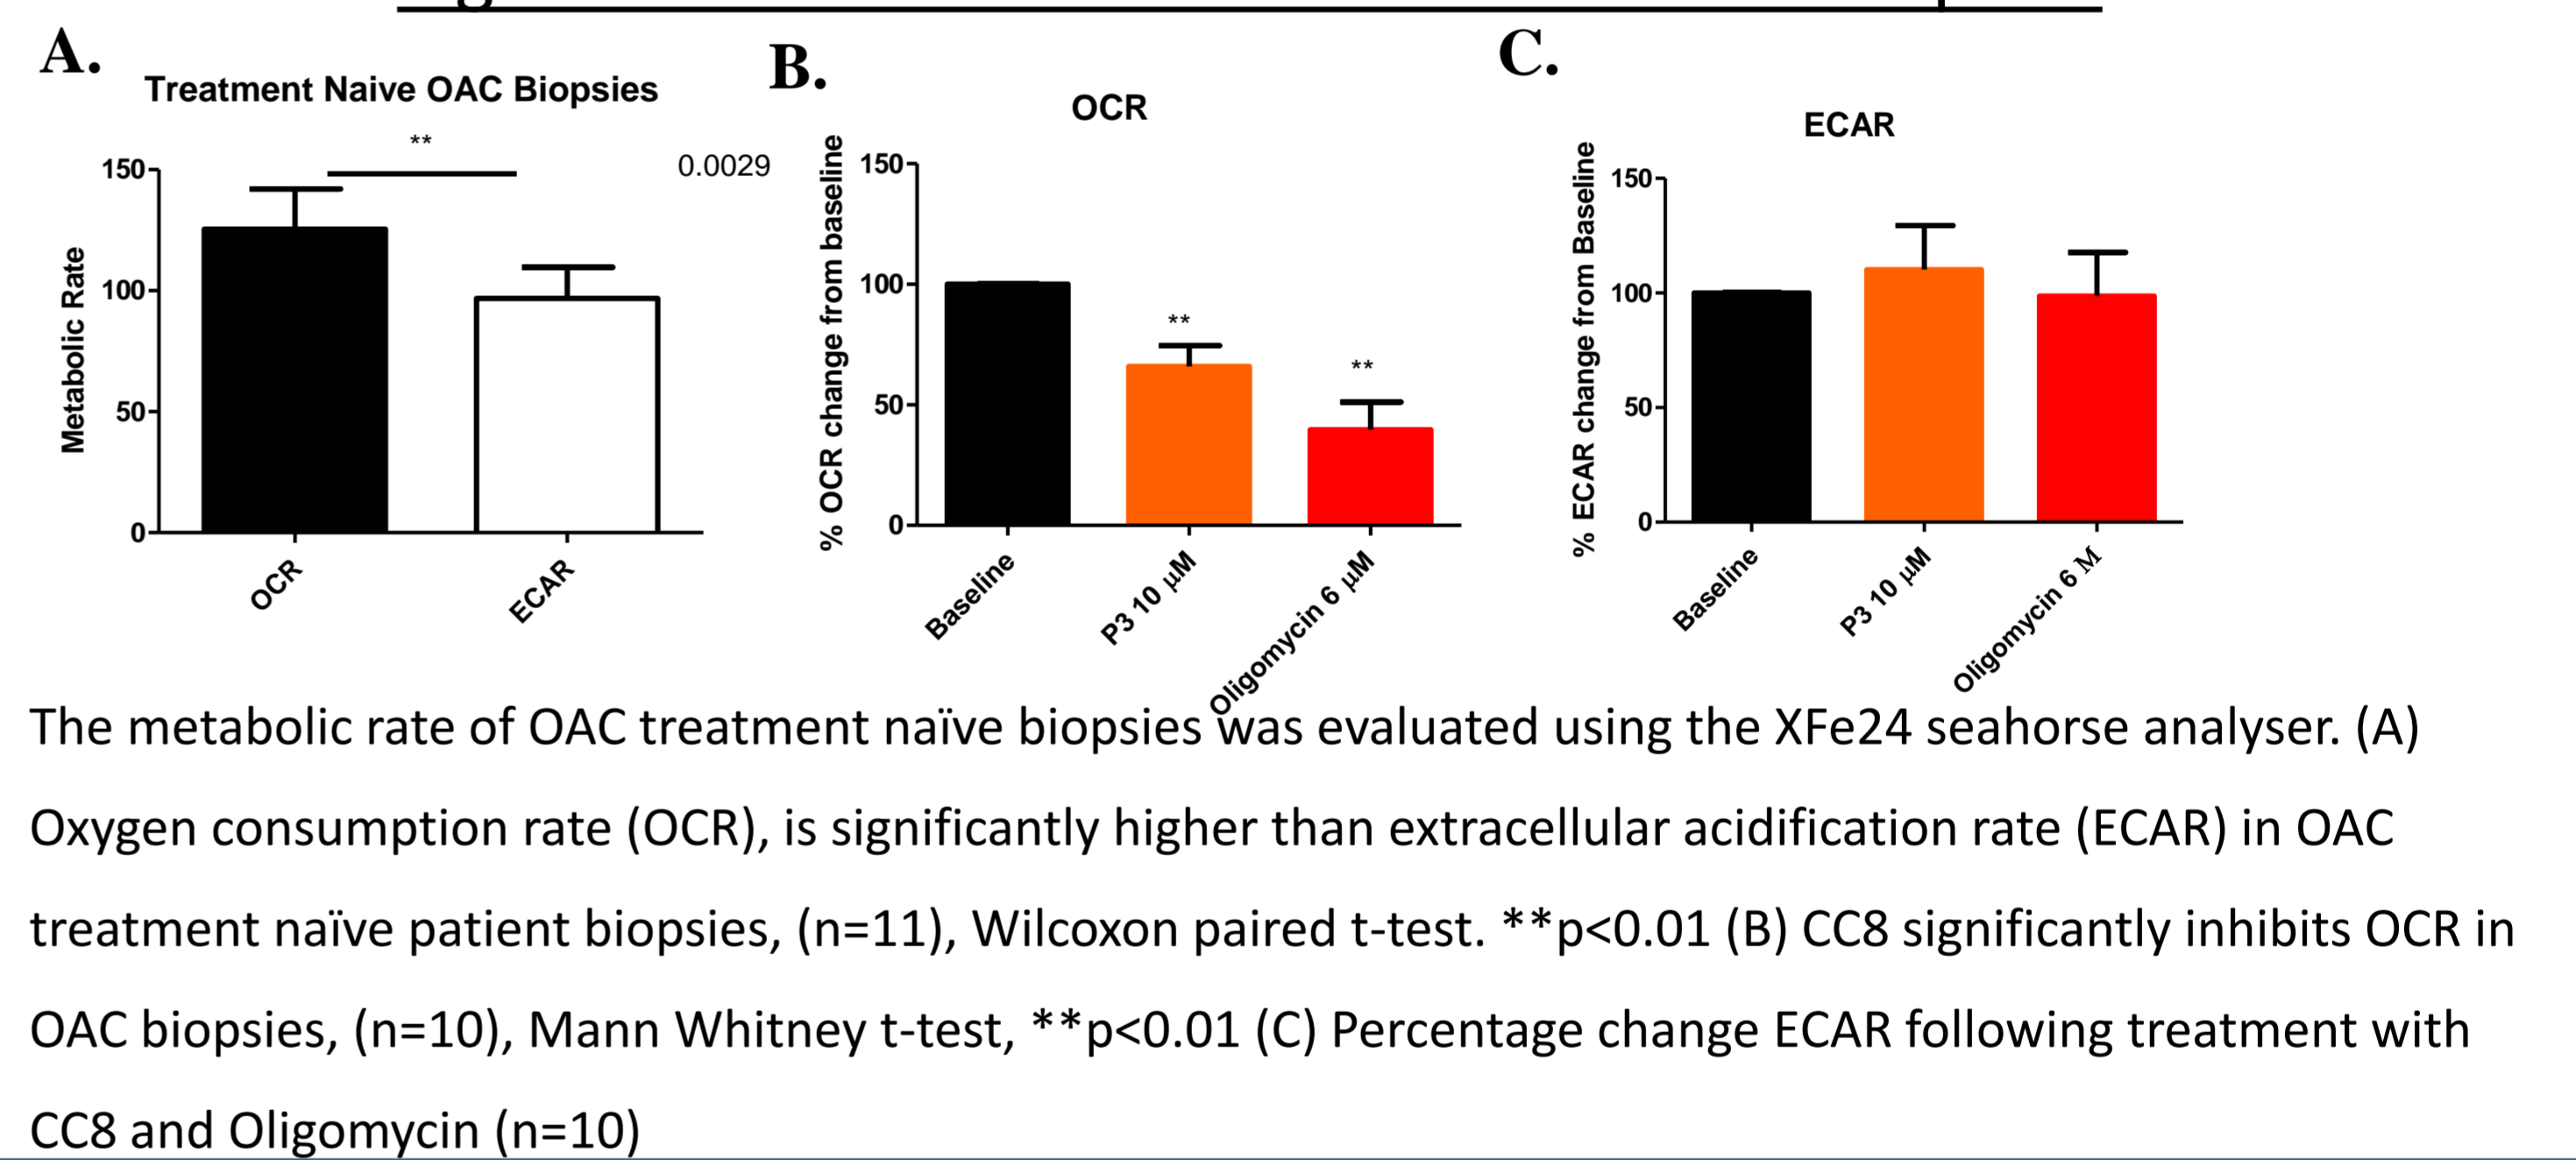 A.
Treatment Naive OAC Biopsies
**
0.0029
150
100
50
0
Metabolic Rate
OCR
ECAR
B.
OCR
% OCR change from baseline
150
100
50
0
**
**
Baseline
P3 10 µM
Oligomycin 6 µM
C.
ECAR
% ECAR change from Baseline
150
100
50
0
Baseline
P3 10 µM
Oligomycin 6 M
The metabolic rate of OAC treatment naïve biopsies was evaluated using the XFe24 seahorse analyser. (A)
Oxygen consumption rate (OCR), is significantly higher than extracellular acidification rate (ECAR) in OAC
treatment naïve patient biopsies, (n=11), Wilcoxon paired t-test. **p<0.01 (B) CC8 significantly inhibits OCR in
OAC biopsies, (n=10), Mann Whitney t-test, **p<0.01 (C) Percentage change ECAR following treatment with
CC8 and Oligomycin (n=10)